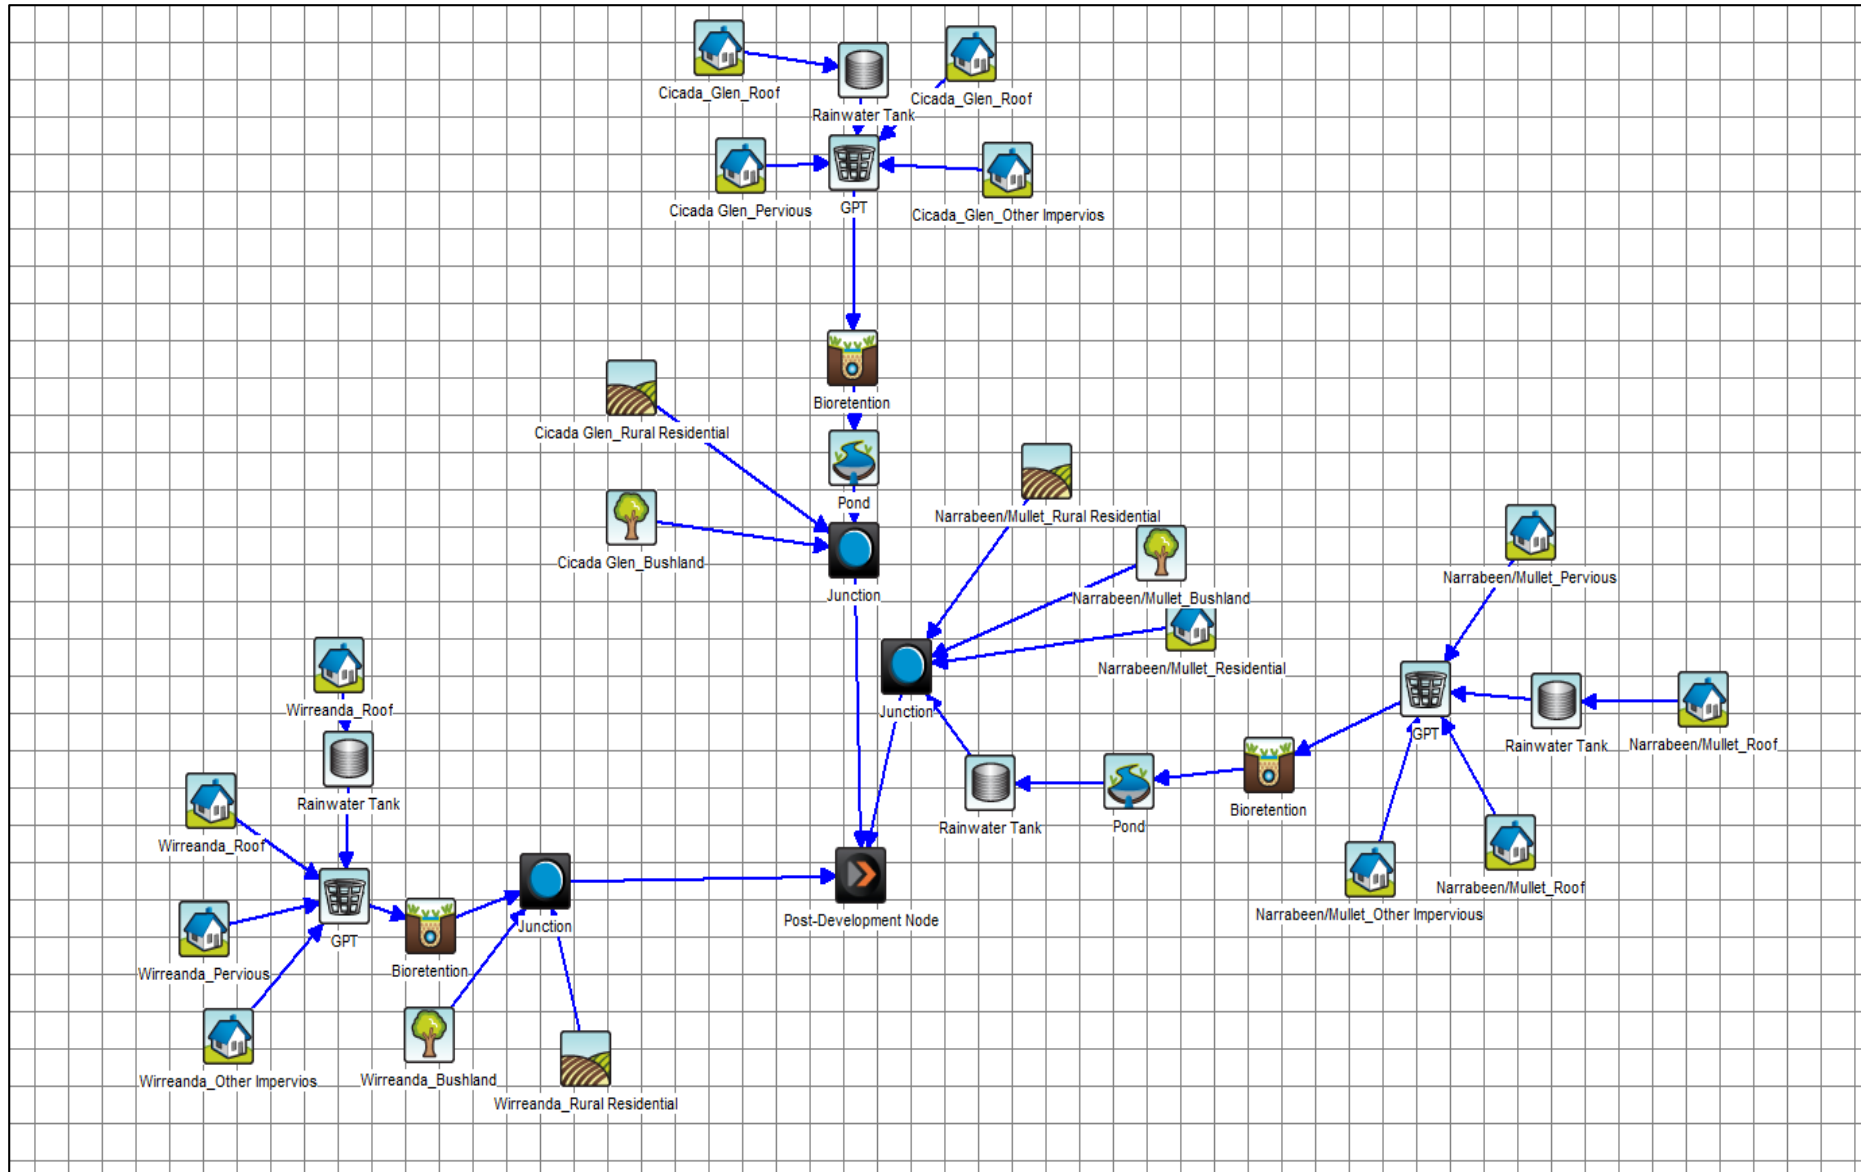 Cicada_Glen_Roof
Cicada_Glen_Roof
Rainwater Tank
Cicada Glen_Pervious
GPT
Cicada_Glen_Other Impervios
Bioretention
Cicada Glen_Rural Residential
Pond
Narrabeen/Mullet_Rural Residential
Cicada Glen_Bushland
Narrabeen/Mullet_Pervious
Junction
Narrabeen/Mullet_Bushland
Narrabeen/Mullet_Residential
Wirreanda_Roof
Junction
GPT
Rainwater Tank
Narrabeen/Mullet_Roof
Rainwater Tank
Bioretention
Pond
Rainwater Tank
Wirreanda_Roof
Narrabeen/Mullet_Roof
Narrabeen/Mullet_Other Impervious
Post-Development Node
Junction
GPT
Bioretention
Wirreanda_Pervious
Wirreanda_Other Impervios
Wirreanda_Bushland
Wirreanda_Rural Residential